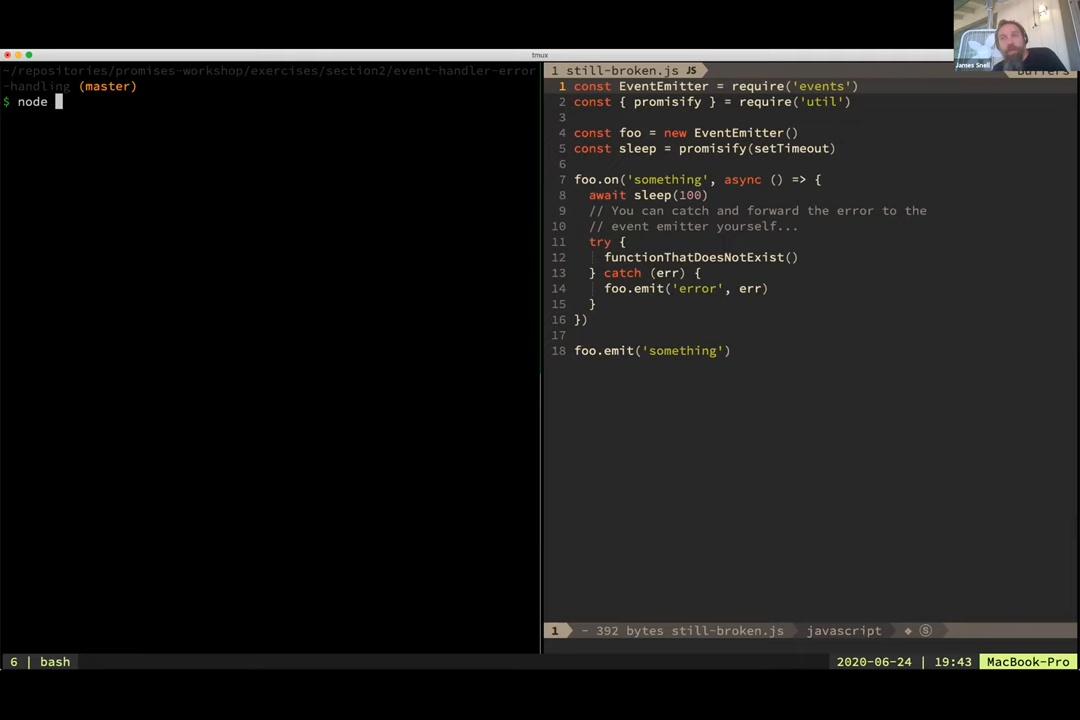 James Snell
tmux
~/repositories/promises-workshop/exercises/section2/event-handler-error
-handling (master)
$ node
1 still-broken.js JS
buffers
1 const EventEmitter = require('events')
2 const { promisify } = require('util')
3
4 const foo = new EventEmitter()
5 const sleep = promisify(setTimeout)
6
7 foo.on('something', async () => {
8 await sleep(100)
9 // You can catch and forward the error to the
10 // event emitter yourself...
11 try {
12 functionThatDoesNotExist()
13 } catch (err) {
14 foo.emit('error', err)
15 }
16 })
17
18 foo.emit('something')
1 - 392 bytes still-broken.js javascript ◆ Ⓢ
6 | bash
2020-06-24 | 19:43 MacBook-Pro